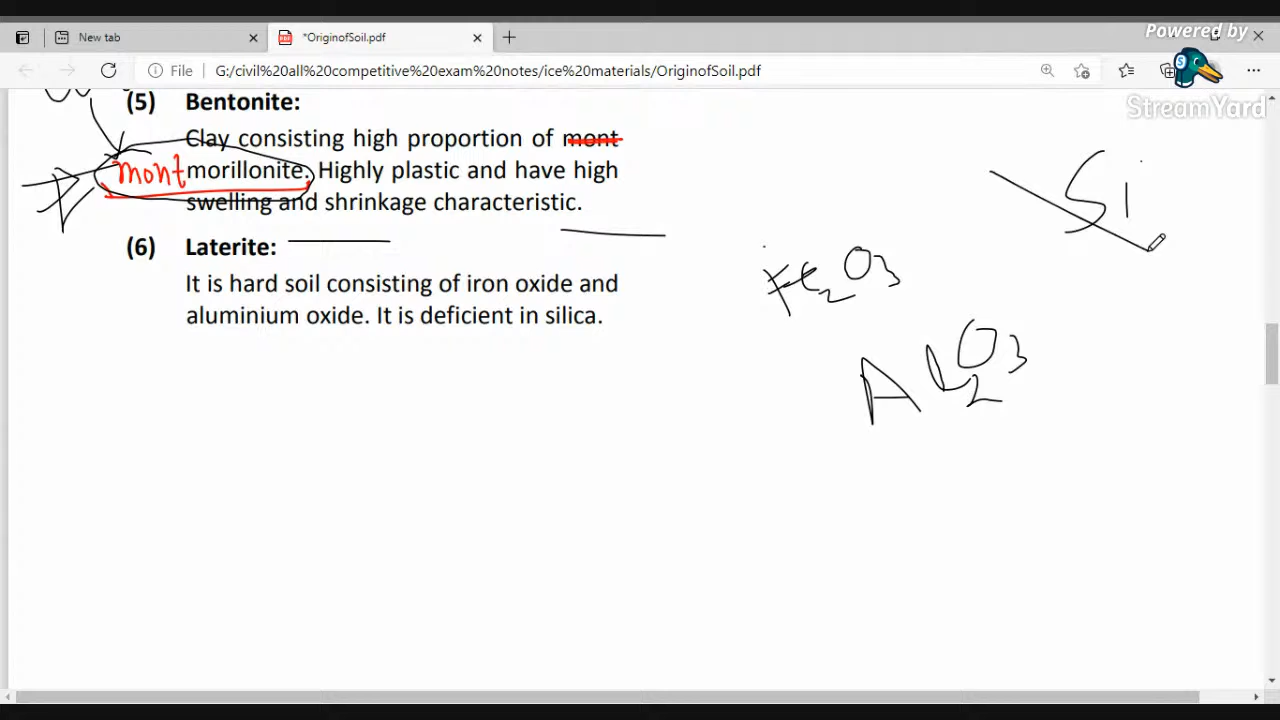 Powered by
New tab
*OriginofSoil.pdf
File
G:/civil%20all%20competitive%20exam%20notes/ice%20materials/OriginofSoil.pdf
StreamYard
(5) Bentonite:
Clay consisting high proportion of mont
mont morillonite. Highly plastic and have high
swelling and shrinkage characteristic.
(6) Laterite:
It is hard soil consisting of iron oxide and
aluminium oxide. It is deficient in silica.
Si
Fe2O3
Al2O3